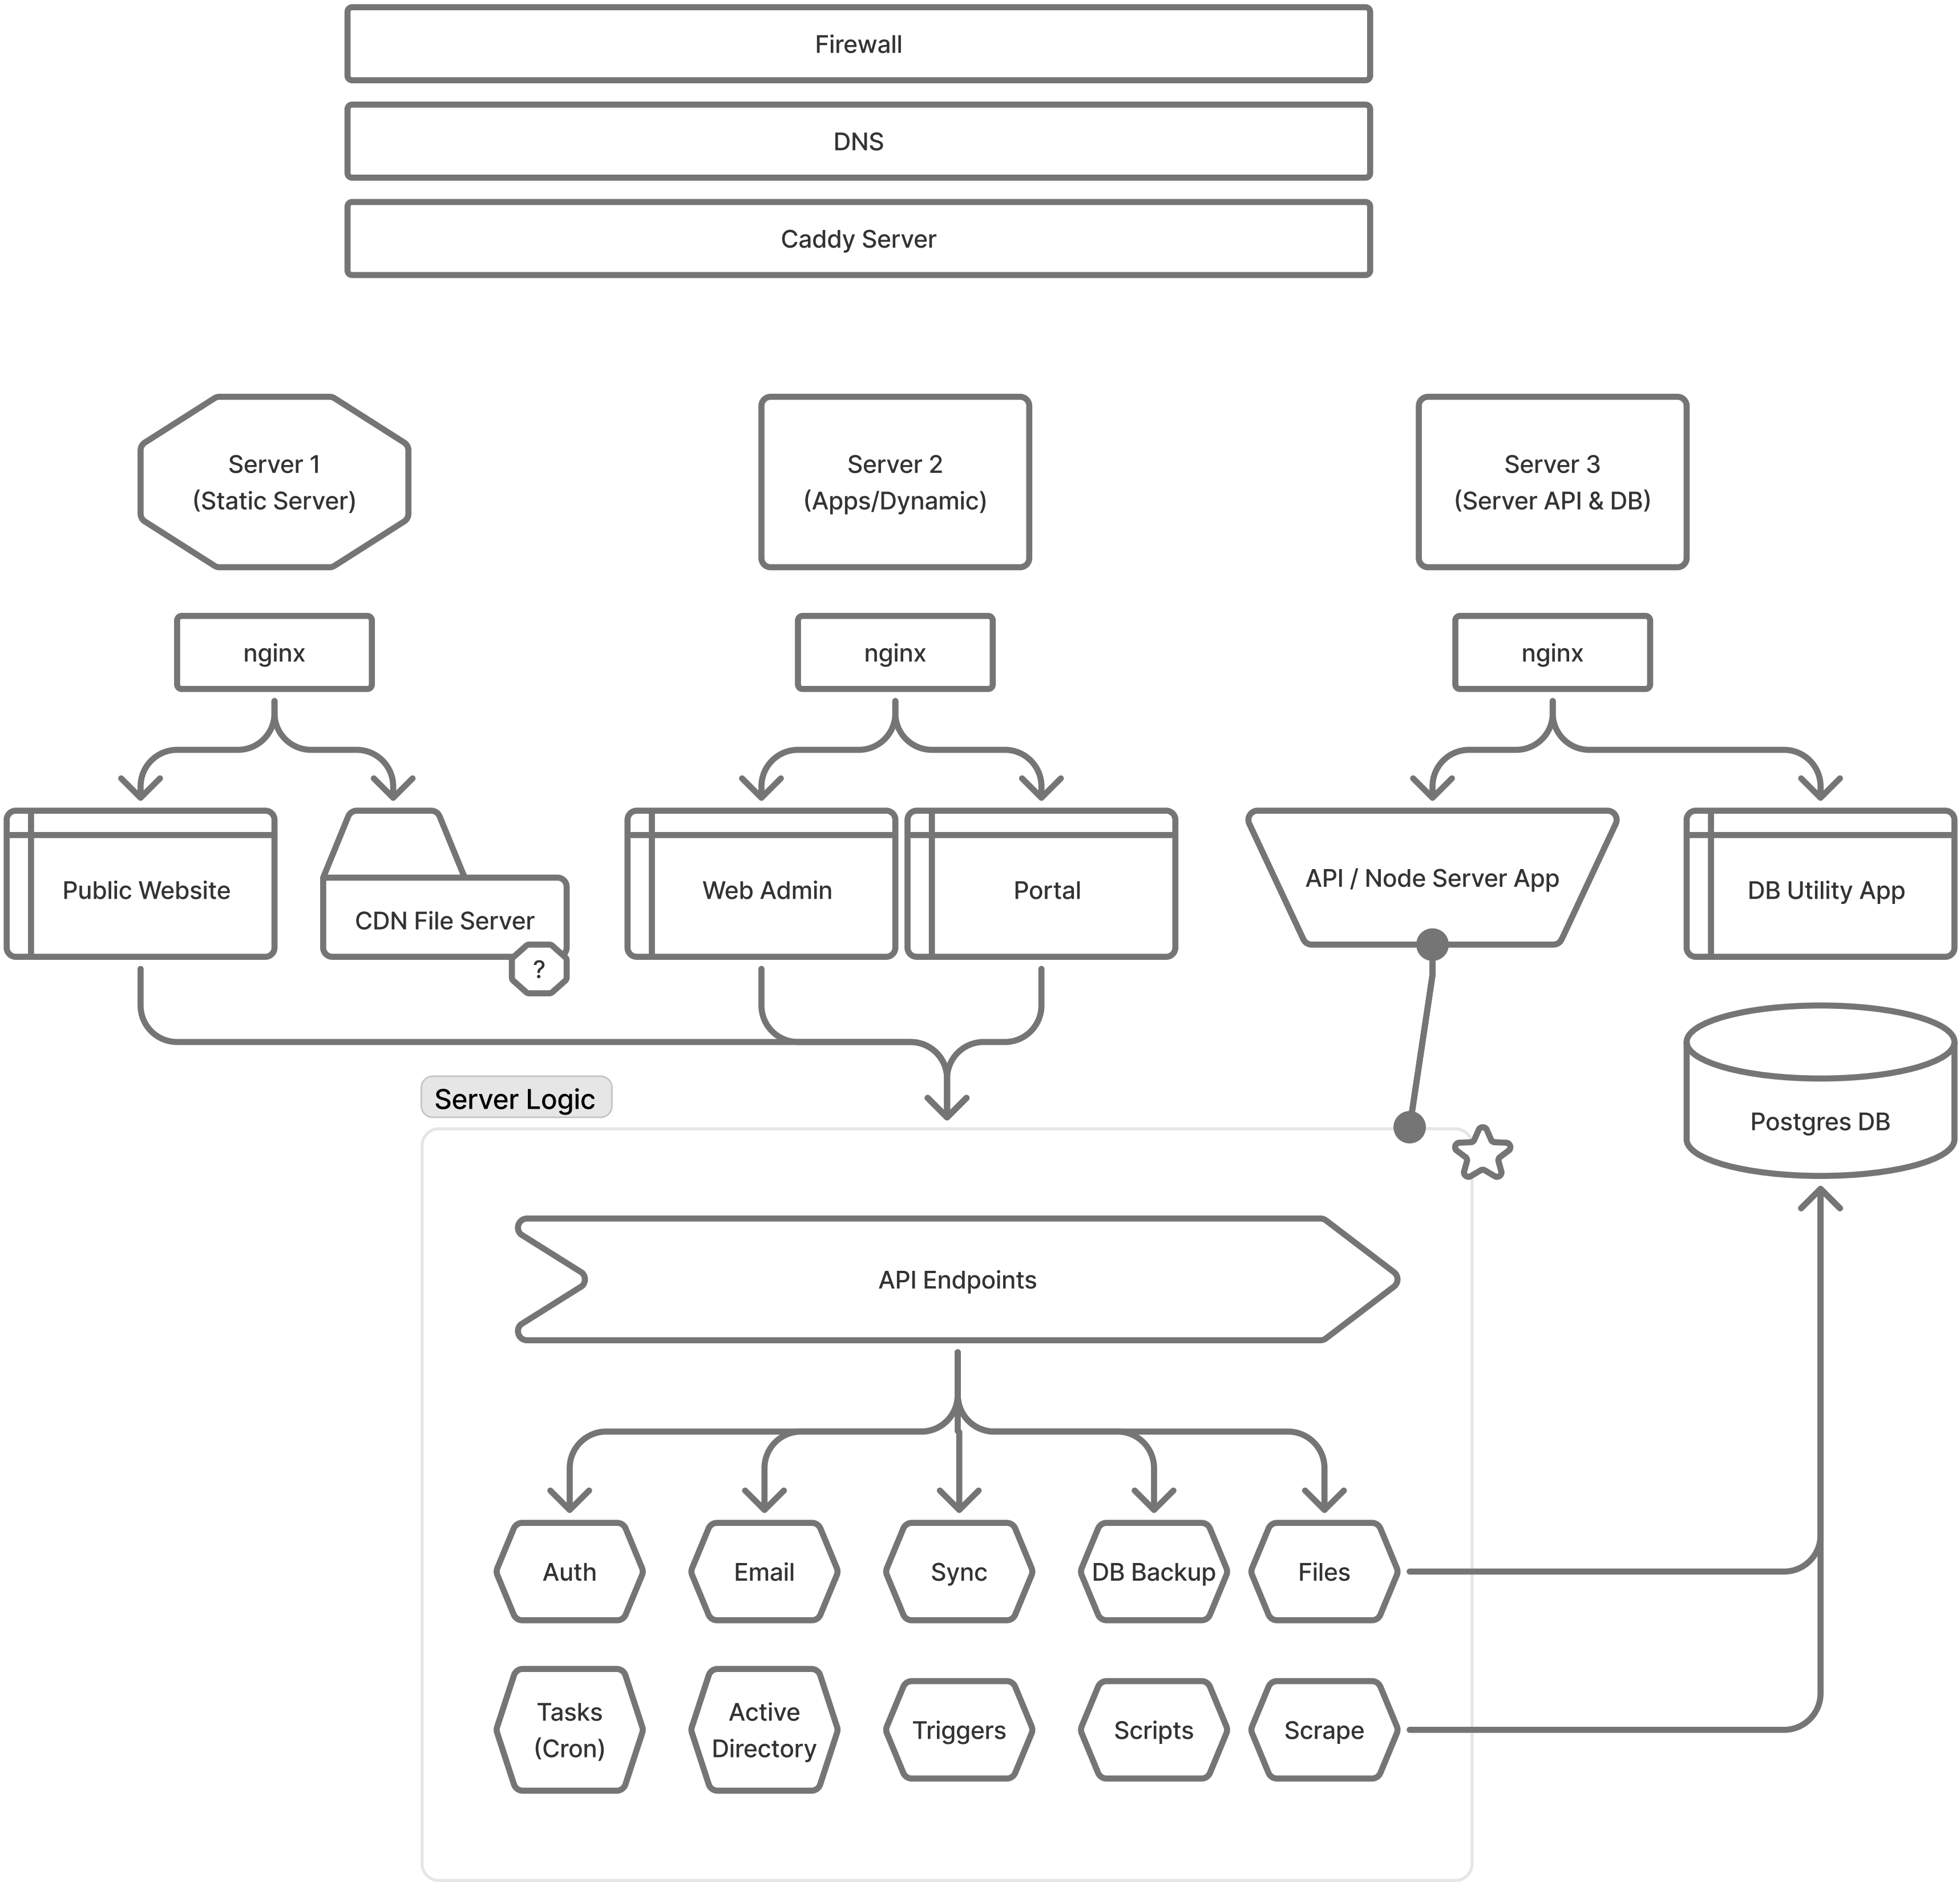 Firewall
DNS
Caddy Server
Server 1
(Static Server)
Server 2
(Apps/Dynamic)
Server 3
(Server API & DB)
nginx
nginx
nginx
Public Website
CDN File Server
?
Web Admin
Portal
API / Node Server App
DB Utility App
Postgres DB
Server Logic
API Endpoints
Auth
Email
Sync
DB Backup
Files
Tasks
(Cron)
Active
Directory
Triggers
Scripts
Scrape